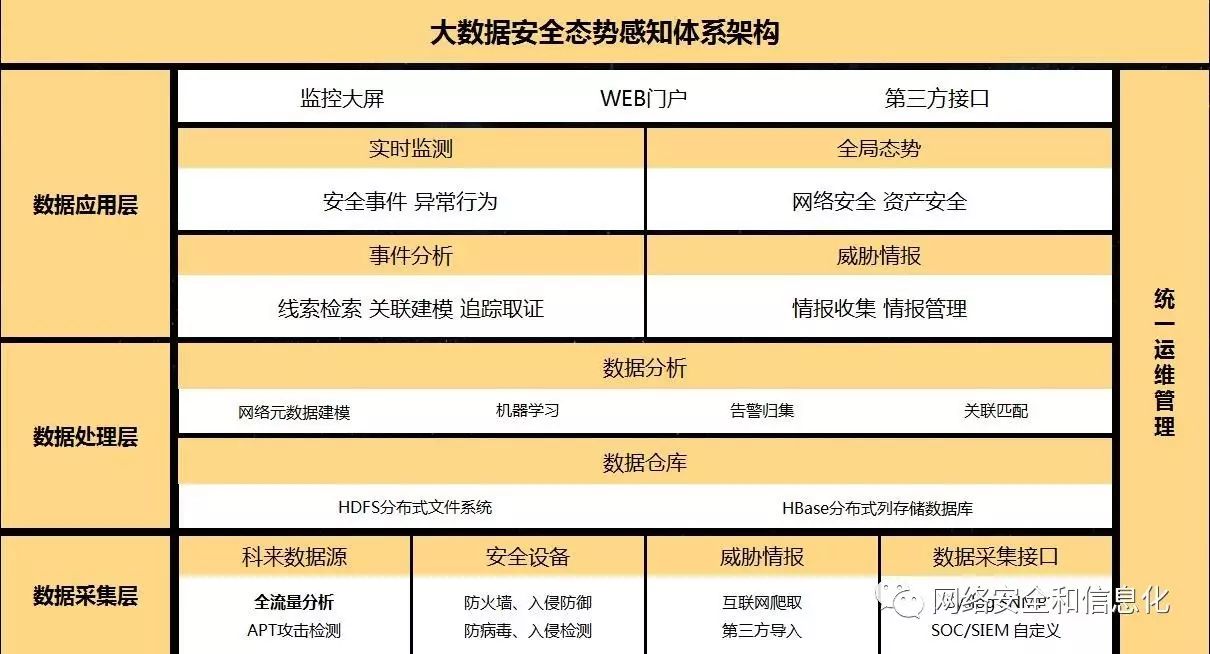 大数据安全态势感知体系架构
数据应用层
监控大屏 WEB门户 第三方接口
实时监测 全局态势
安全事件 异常行为 网络安全 资产安全
事件分析 威胁情报
线索检索 关联建模 追踪取证 情报收集 情报管理
数据处理层
数据分析
网络元数据建模 机器学习 告警归集 关联匹配
数据仓库
HDFS分布式文件系统 HBase分布式列存储数据库
数据采集层
科来数据源 安全设备 威胁情报 数据采集接口
全流量分析 防火墙、入侵防御 互联网爬取
APT攻击检测 防病毒、入侵检测 第三方导入 SOC/SIEM 自定义
统一运维管理
网络安全和信息化